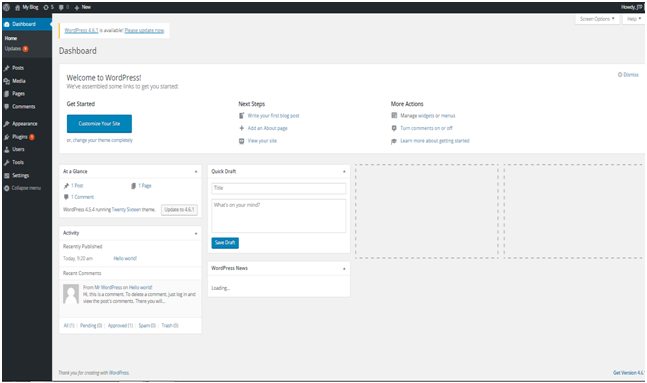 My Blog 5 0 New Howdy, JTP
Screen Options Help
Dashboard
Home
Updates 5
Posts
Media
Pages
Comments
Appearance
Plugins
Users
Tools
Settings
Collapse menu
WordPress 4.6.1 is available! Please update now.
Dashboard
Welcome to WordPress!
We've assembled some links to get you started:
Dismiss
Get Started
Customize Your Site
or, change your theme completely
Next Steps
Write your first blog post
Add an About page
View your site
More Actions
Manage widgets or menus
Turn comments on or off
Learn more about getting started
At a Glance
1 Post 1 Page
1 Comment
WordPress 4.5.4 running Twenty Sixteen theme. Update to 4.6.1
Activity
Recently Published
Today, 9:20 am Hello world!
Recent Comments
From Mr WordPress on Hello world!
Hi, this is a comment. To delete a comment, just log in and
view the post's comments. There you will...
All (1) | Pending (0) | Approved (1) | Spam (0) | Trash (0)
Quick Draft
Title
What's on your mind?
Save Draft
WordPress News
Loading...
Thank you for creating with WordPress.
Get Version 4.6